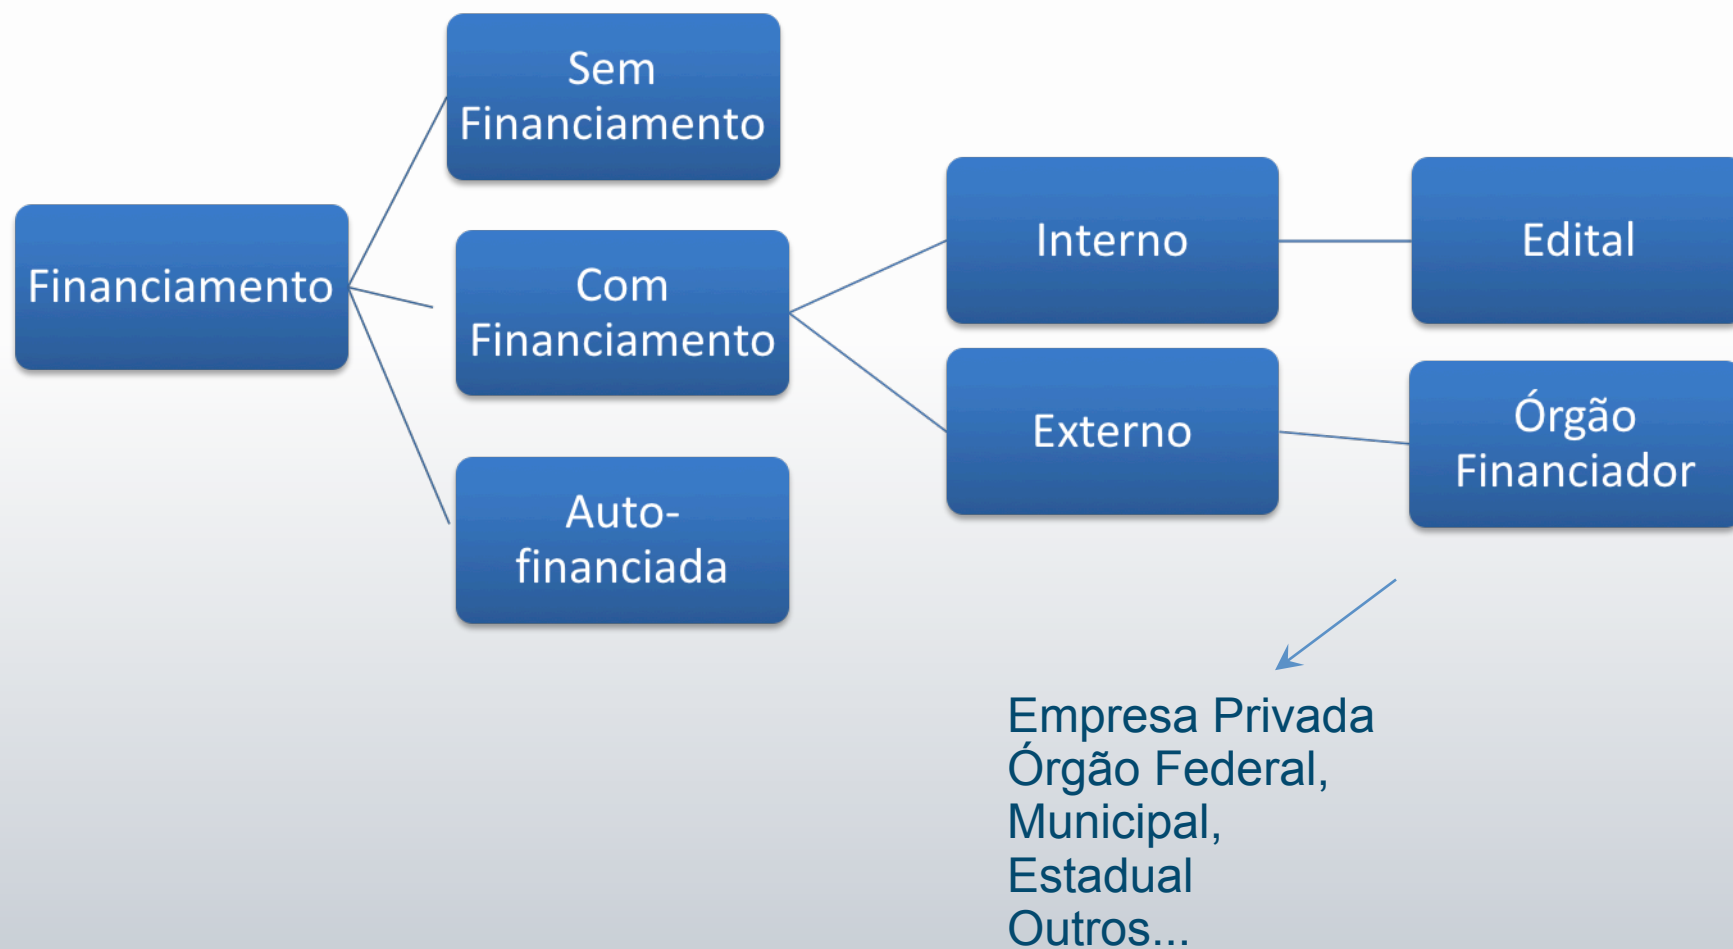 Sem
Financiamento
Financiamento
Com
Financiamento
Auto-
financiada
Interno
Externo
Edital
Órgão
Financiador
Empresa Privada
Órgão Federal,
Municipal,
Estadual
Outros...